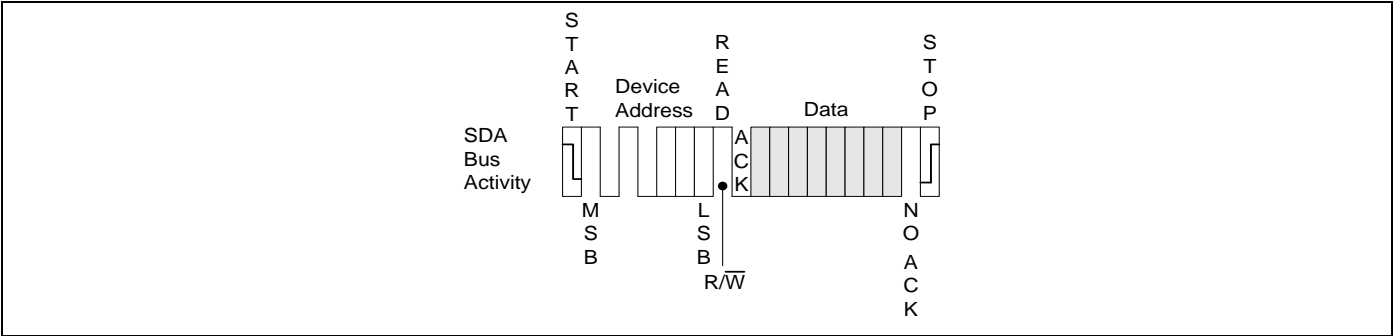 START
READ
STOP
Device
Address
Data
SDA
Bus
Activity
ACK
MSB
LSB
R/W̅
NO ACK